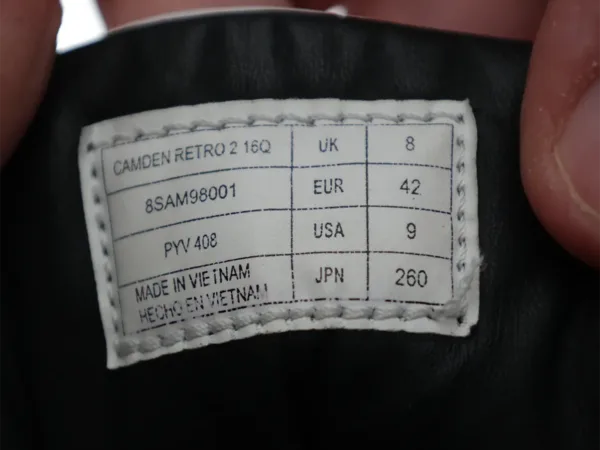 CAMDEN RETRO 2 16Q UK 8
8SAM98001 EUR 42
PYV 408 USA 9
MADE IN VIETNAM JPN 260
HECHO EN VIETNAM